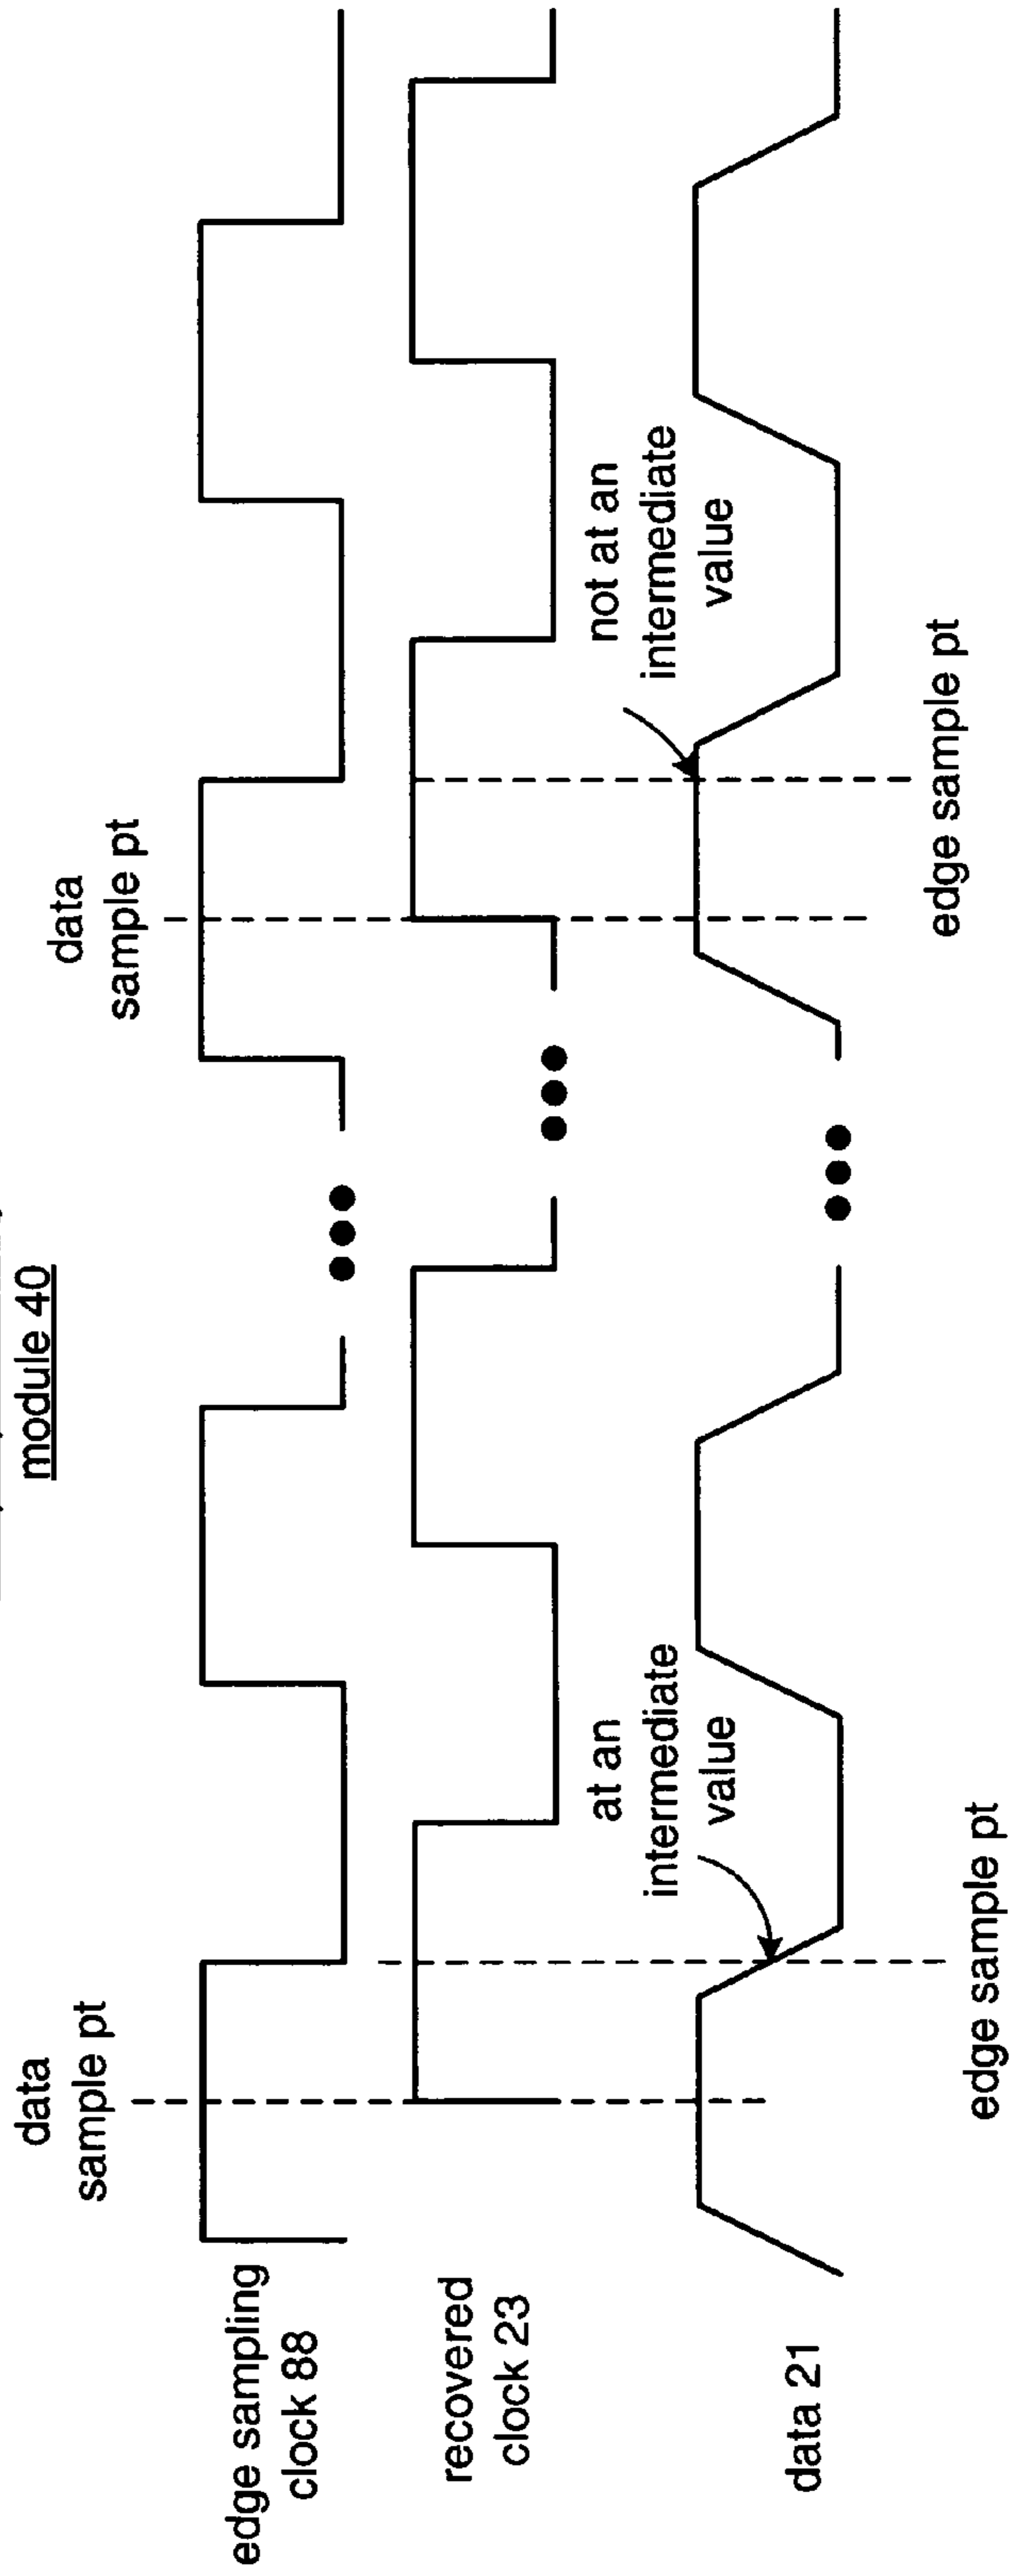 module 40
data
sample pt
data
sample pt
edge sampling
clock 88
recovered
clock 23
at an
intermediate
value
not at an
intermediate
value
data 21
edge sample pt
edge sample pt